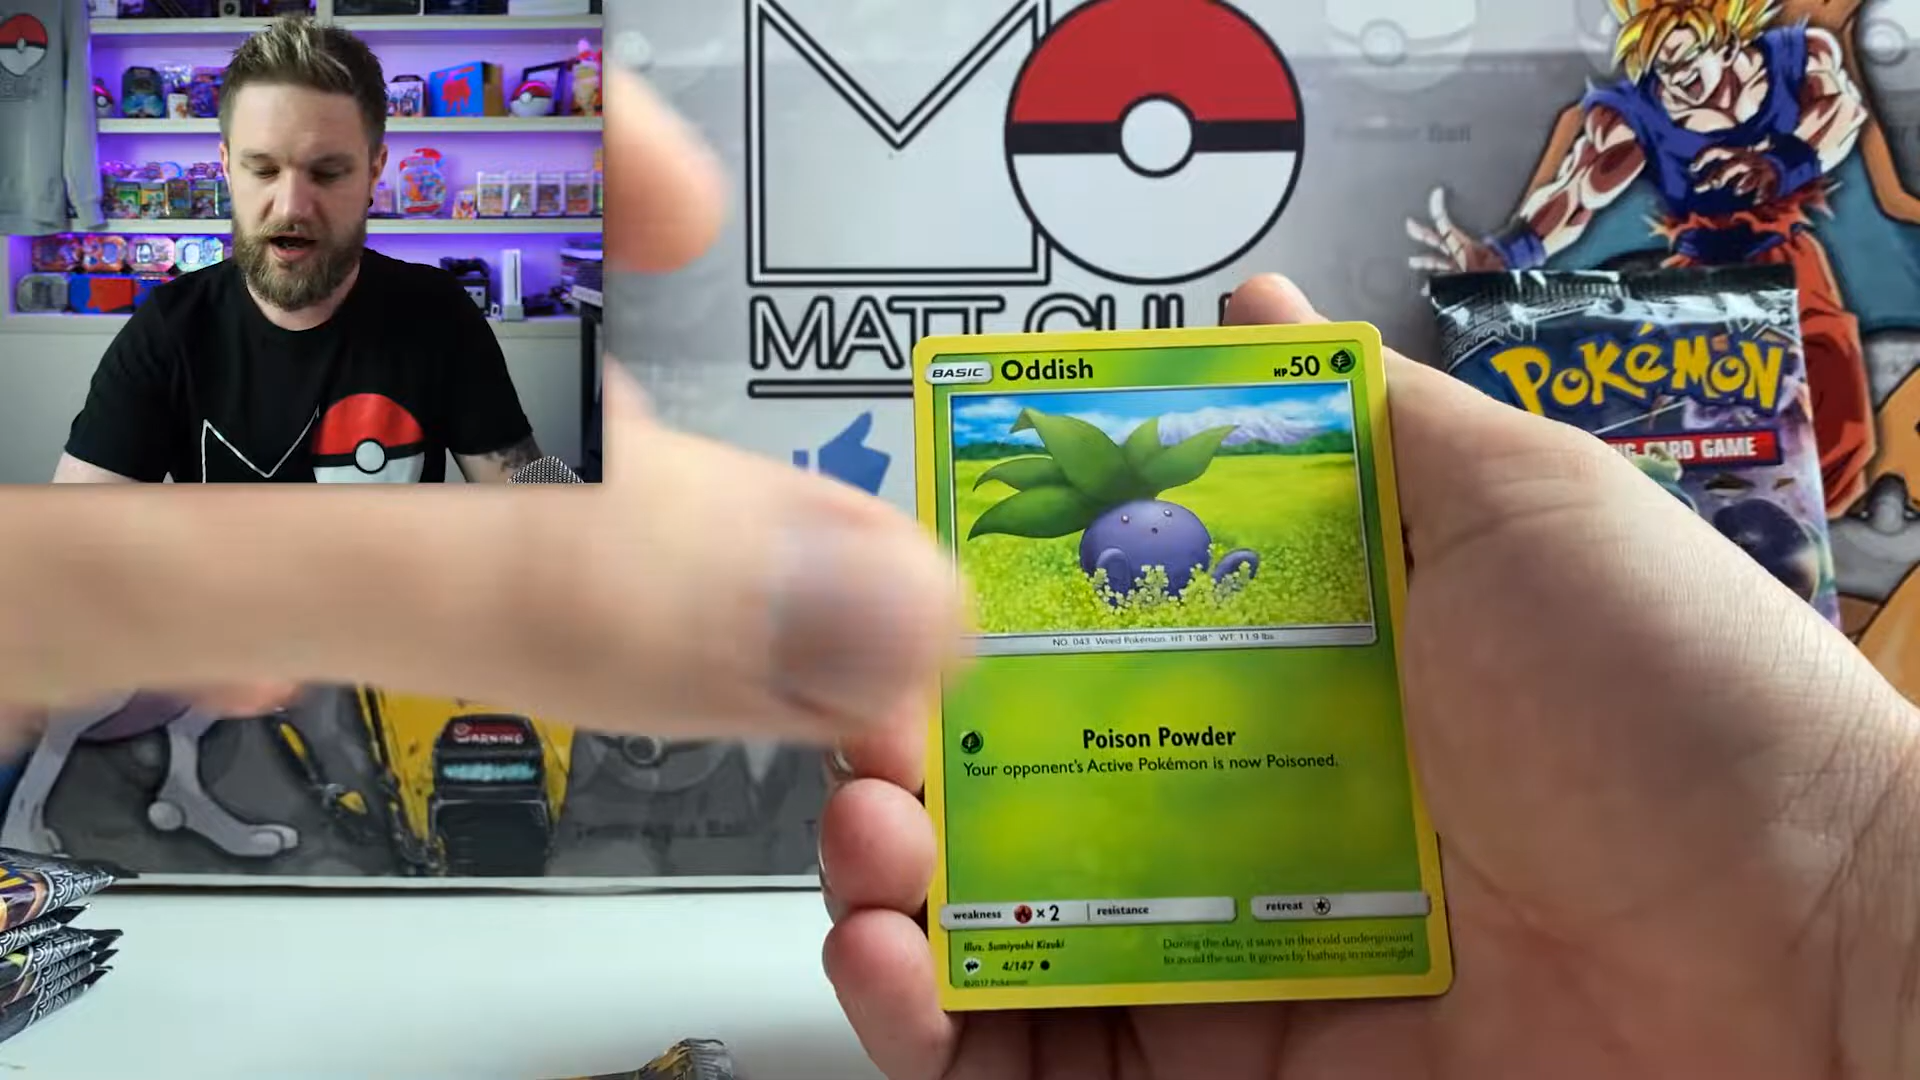 MATT GUI
POKéMON
CARD GAME
BASIC Oddish HP 50
NO. 043 Weed Pokémon HT: 1'08" WT: 11.9 lbs.
Poison Powder
Your opponent's Active Pokémon is now Poisoned.
weakness ×2 resistance retreat
Illus. Sumiyoshi Kizuki
4/147
©2017 Pokémon
During the day, it stays in the cold underground
to avoid the sun. It grows by bathing in moonlight.
WARNING